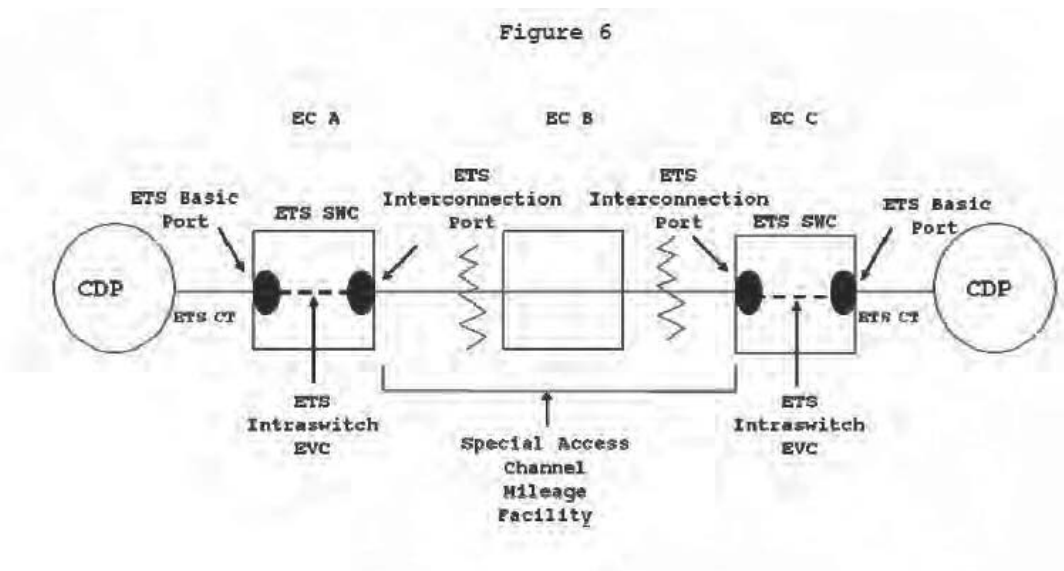 Figure 6
EC A
EC B
EC C
ETS Basic
Port
ETS SWC
ETS
Interconnection
Port
ETS
Interconnection
Port
ETS SWC
ETS Basic
Port
CDP
ETS CT
ETS CT
CDP
ETS
Intraswitch
EVC
Special Access
Channel
Mileage
Facility
ETS
Intraswitch
EVC